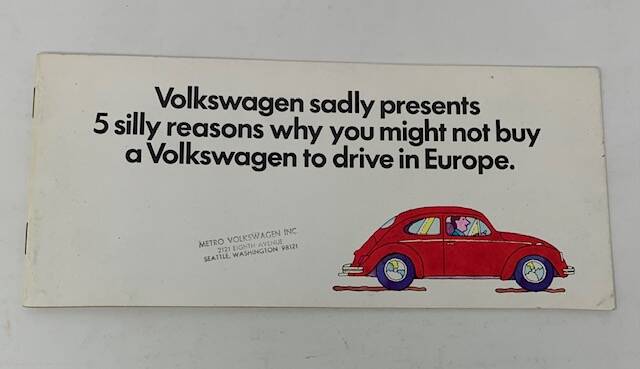 Volkswagen sadly presents
5 silly reasons why you might not buy
a Volkswagen to drive in Europe.
METRO VOLKSWAGEN INC
2121 EIGHTH AVENUE
SEATTLE, WASHINGTON 98121